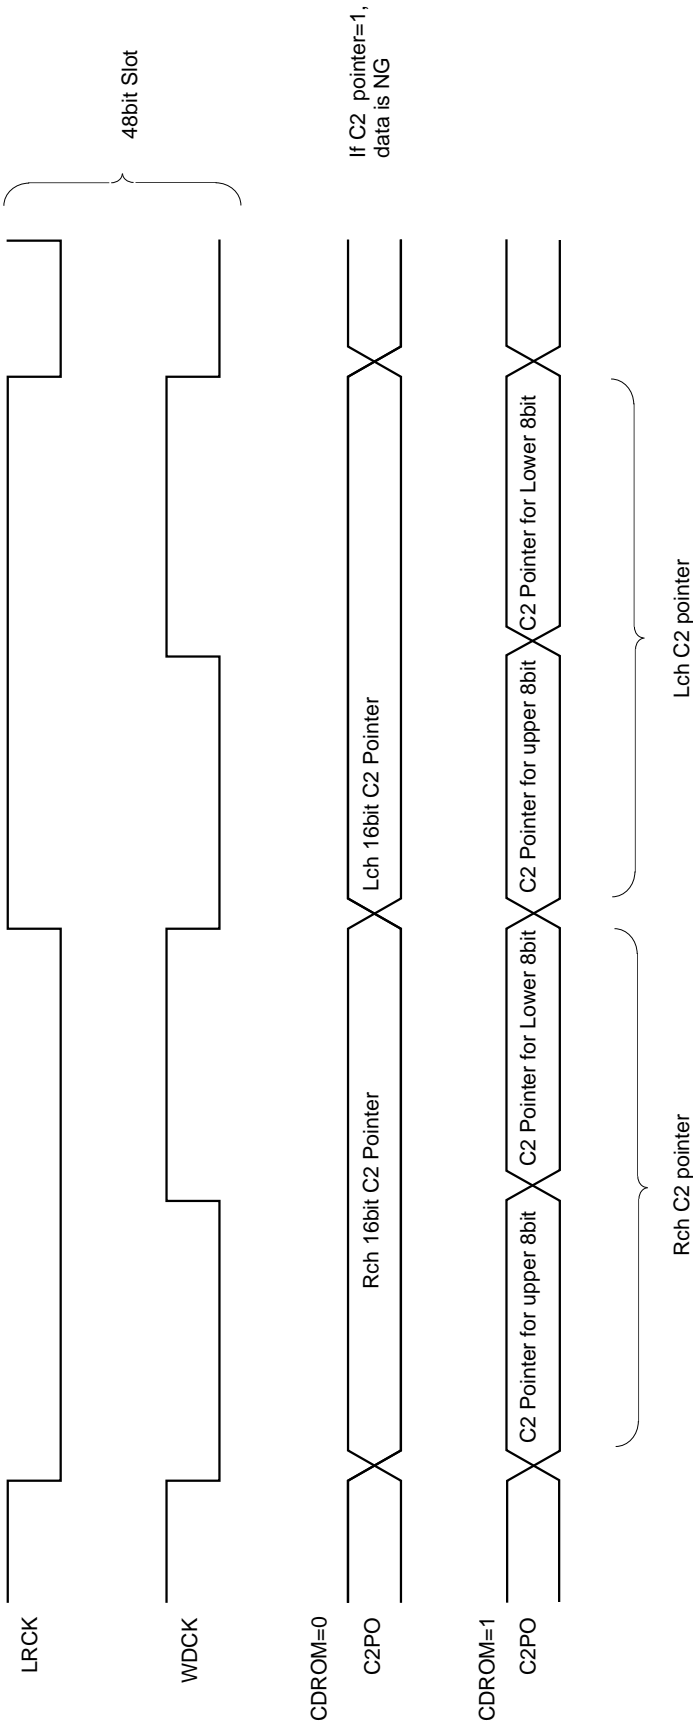 LRCK
48bit Slot
WDCK
CDROM=0
C2PO
Rch 16bit C2 Pointer
Lch 16bit C2 Pointer
If C2 pointer=1,
data is NG
CDROM=1
C2PO
C2 Pointer for upper 8bit
C2 Pointer for Lower 8bit
C2 Pointer for upper 8bit
C2 Pointer for Lower 8bit
Rch C2 pointer
Lch C2 pointer